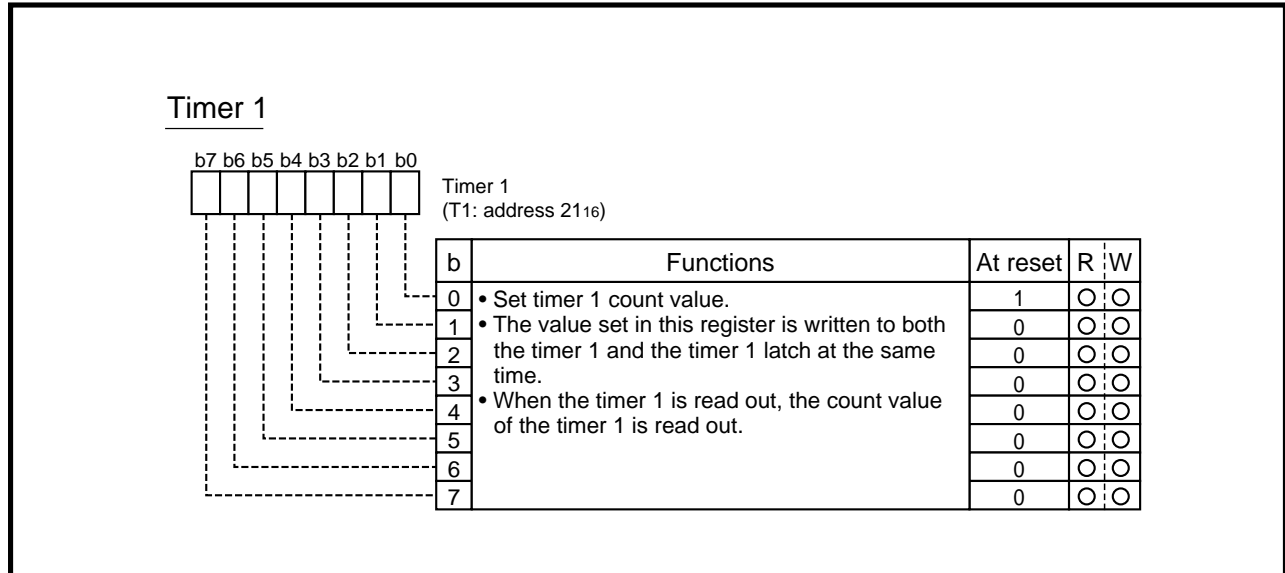 Timer 1
b7 b6 b5 b4 b3 b2 b1 b0
Timer 1
(T1: address 2116)
b Functions At reset R W
0 • Set timer 1 count value. 1 ○ ○
1 • The value set in this register is written to both 0 ○ ○
2 the timer 1 and the timer 1 latch at the same 0 ○ ○
3 time. 0 ○ ○
4 • When the timer 1 is read out, the count value 0 ○ ○
5 of the timer 1 is read out. 0 ○ ○
6 0 ○ ○
7 0 ○ ○